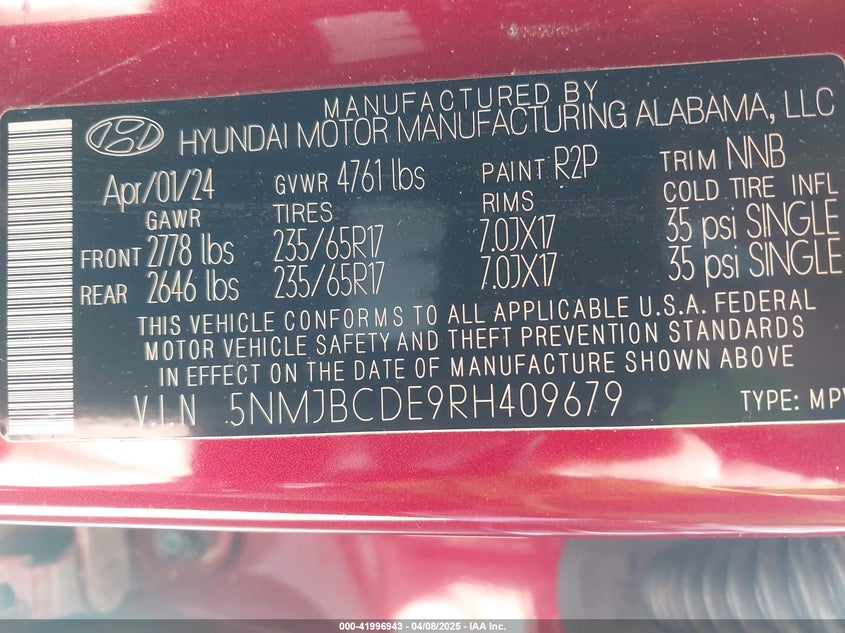 MANUFACTURED BY
HYUNDAI MOTOR MANUFACTURING ALABAMA, LLC
Apr/01/24 GVWR 4761 lbs PAINT R2P TRIM NNB
GAWR TIRES RIMS COLD TIRE INFL
FRONT 2778 lbs 235/65R17 7.0JX17 35 psi SINGLE
REAR 2646 lbs 235/65R17 7.0JX17 35 psi SINGLE
THIS VEHICLE CONFORMS TO ALL APPLICABLE U.S.A. FEDERAL
MOTOR VEHICLE SAFETY AND THEFT PREVENTION STANDARDS
IN EFFECT ON THE DATE OF MANUFACTURE SHOWN ABOVE
V.I.N 5NMJBCDE9RH409679 TYPE: MPV
000-41996943 - 04/08/2025 - IAA Inc.